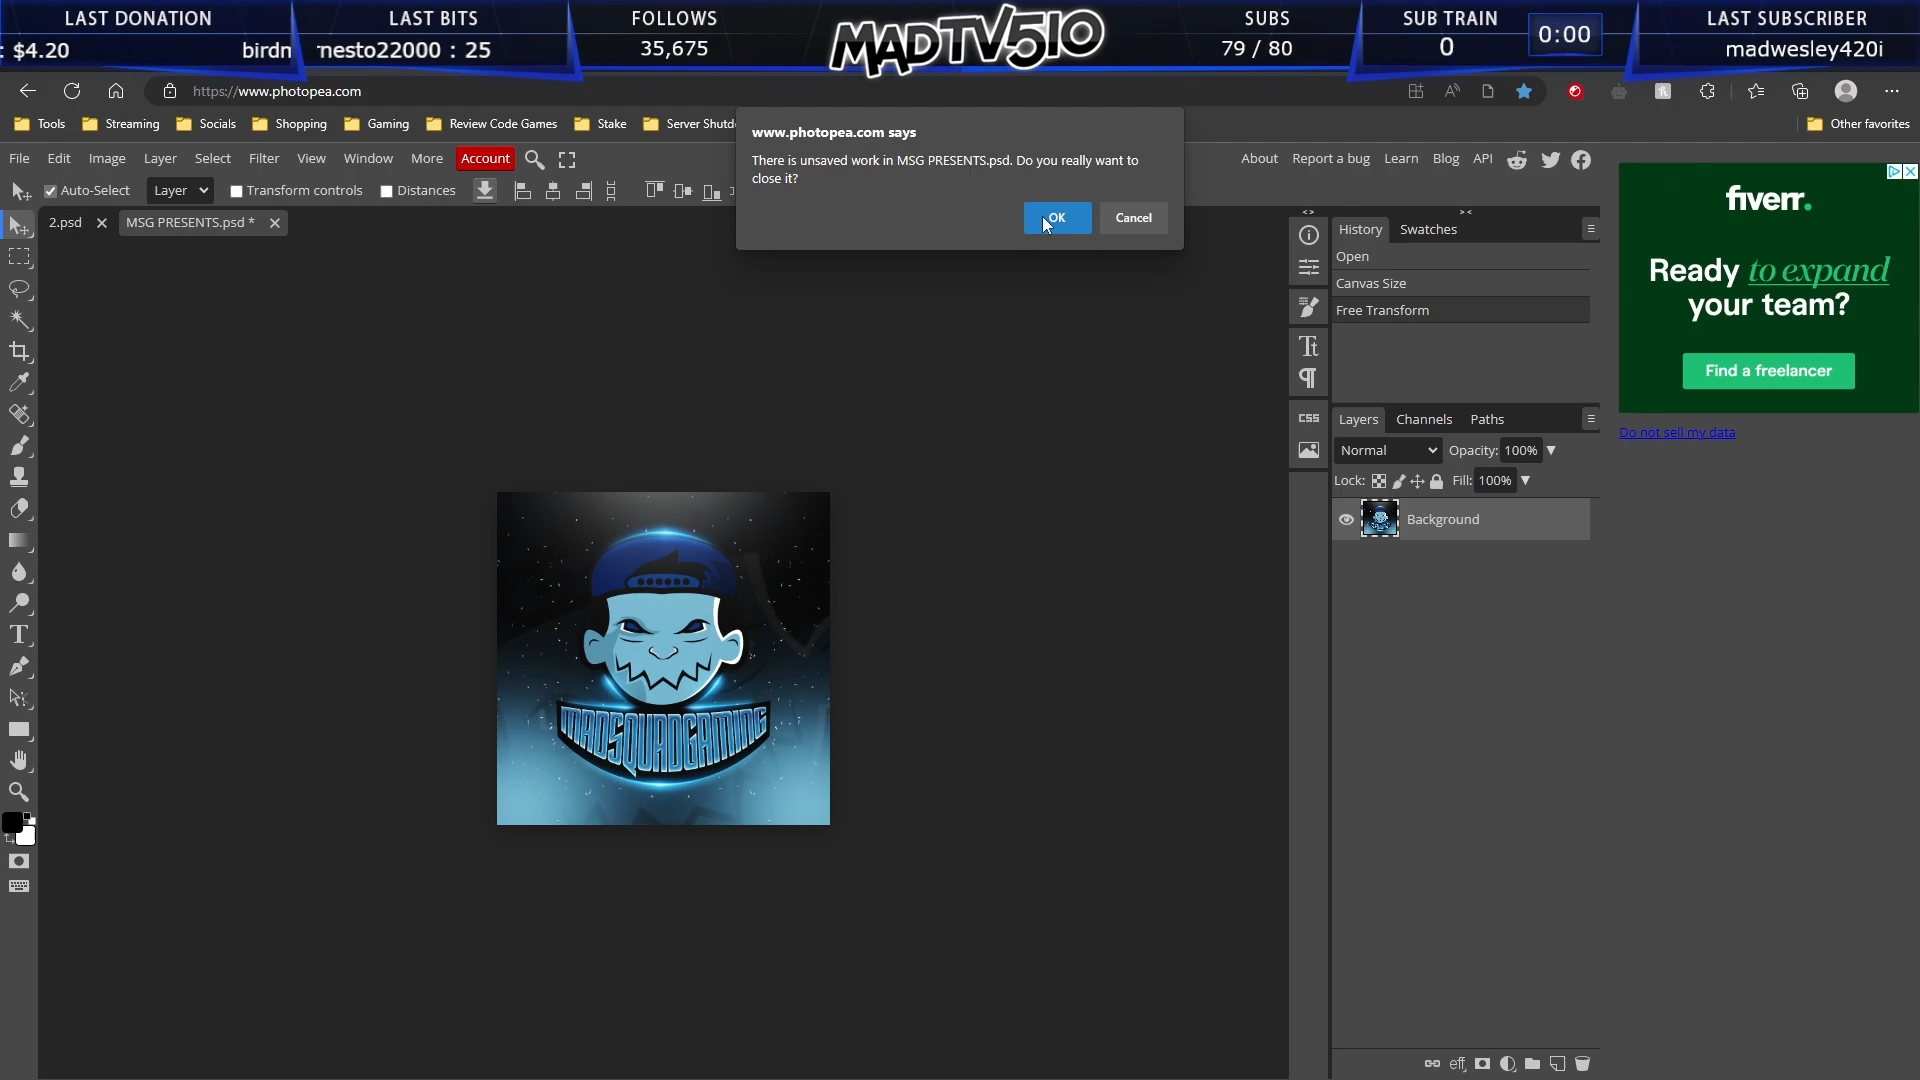 LAST DONATION
LAST BITS
FOLLOWS
MADTV510
SUBS
SUB TRAIN
0:00
LAST SUBSCRIBER
: $4.20
birdm
nesto22000 : 25
35,675
79 / 80
0
madwesley420i
https://www.photopea.com
Tools
Streaming
Socials
Shopping
Gaming
Review Code Games
Stake
Server Shutd
Other favorites
www.photopea.com says
There is unsaved work in MSG PRESENTS.psd. Do you really want to
close it?
OK
Cancel
File
Edit
Image
Layer
Select
Filter
View
Window
More
Account
About
Report a bug
Learn
Blog
API
Auto-Select
Layer
Transform controls
Distances
2.psd
MSG PRESENTS.psd *
History
Swatches
Open
Canvas Size
Free Transform
CSS
Layers
Channels
Paths
Normal
Opacity: 100%
Lock:
Fill: 100%
Background
eff
MADSQUADGAMING
fiverr.
Ready to expand
your team?
Find a freelancer
Do not sell my data